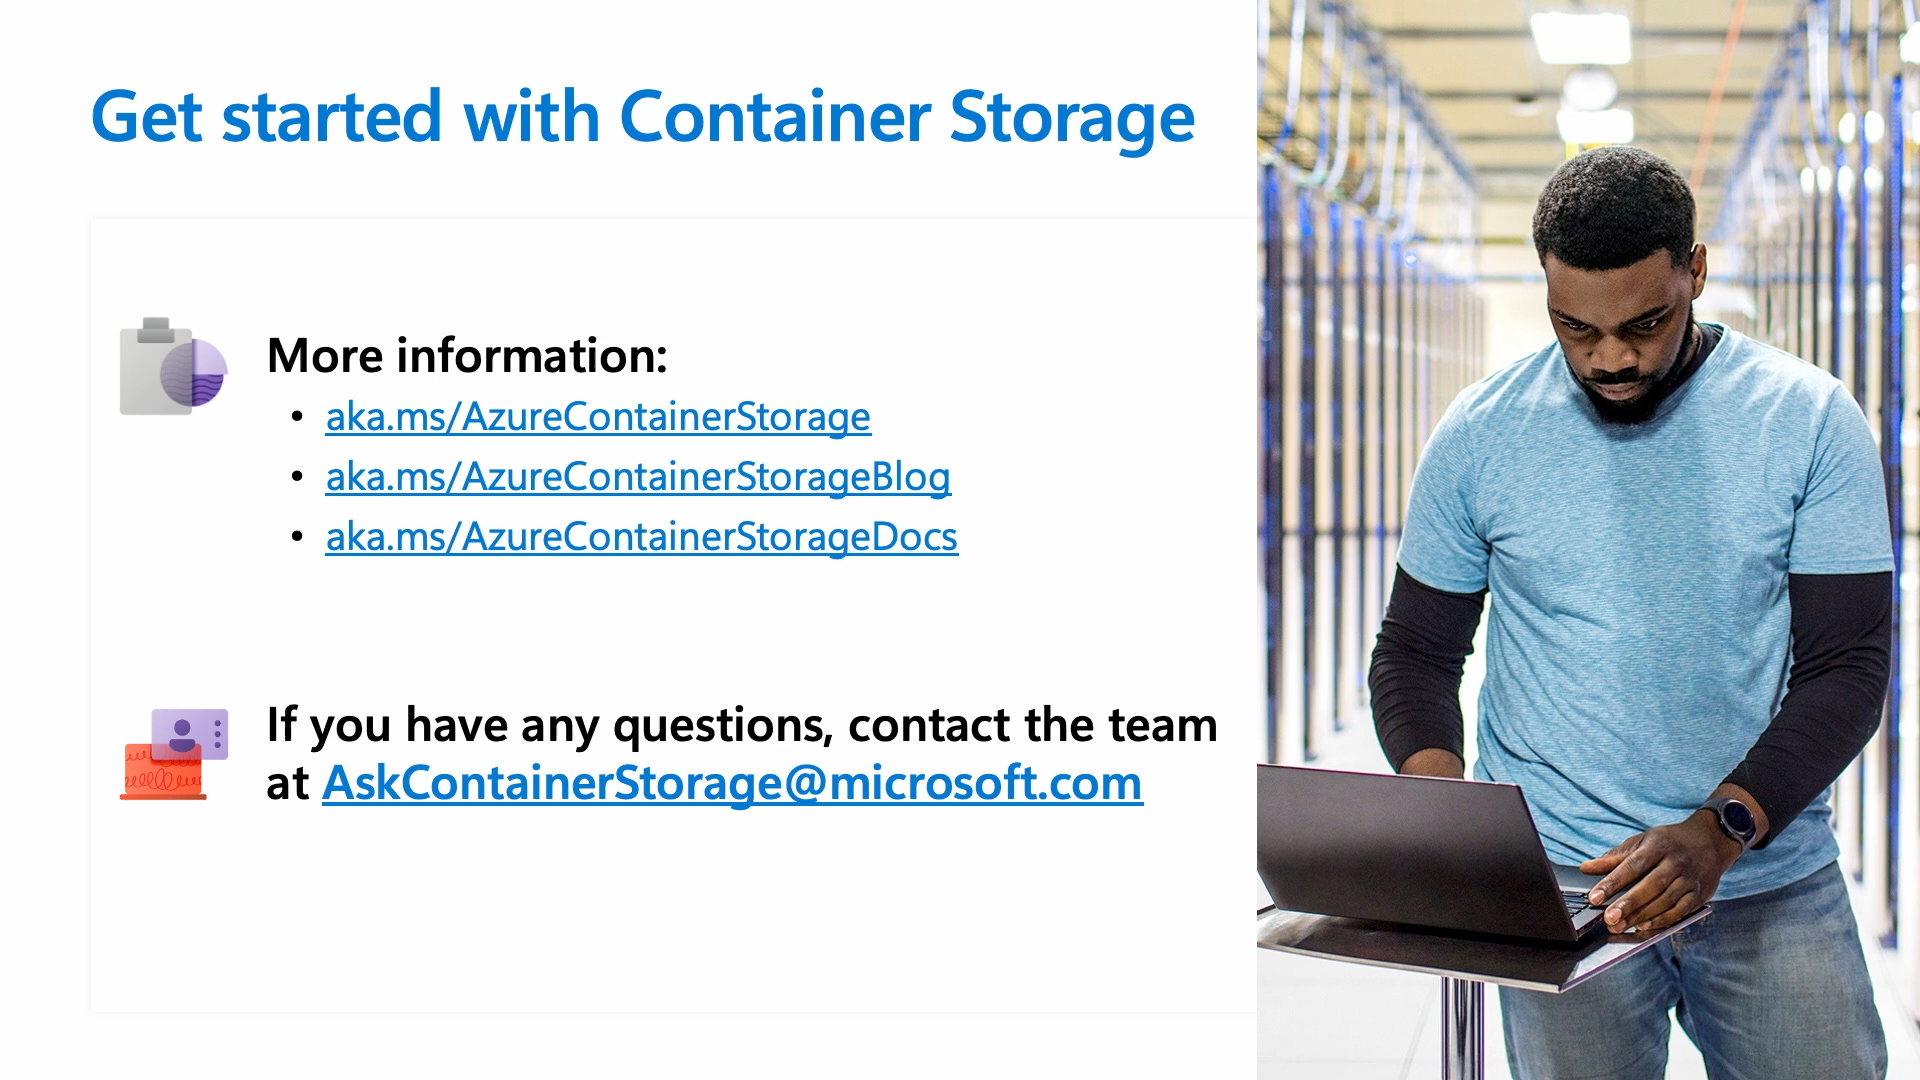 Get started with Container Storage
More information:
• aka.ms/AzureContainerStorage
• aka.ms/AzureContainerStorageBlog
• aka.ms/AzureContainerStorageDocs
If you have any questions, contact the team
at AskContainerStorage@microsoft.com